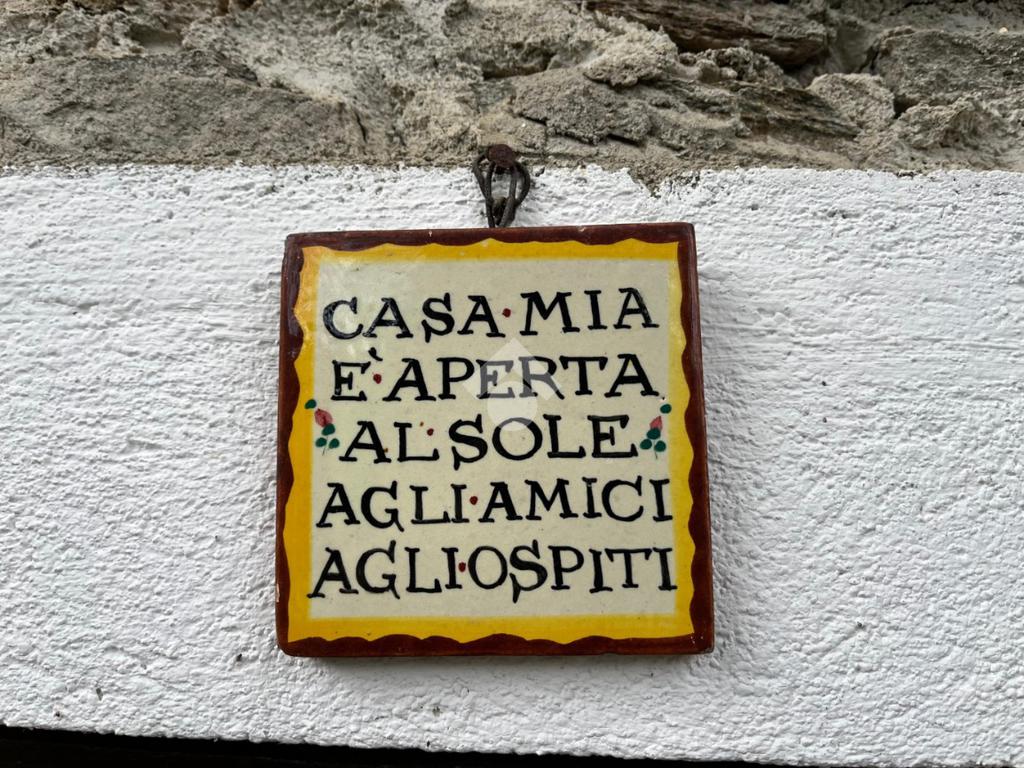 CASA·MIA
E'·APERTA
AL·SOLE
AGLI·AMICI
AGLI·OSPITI